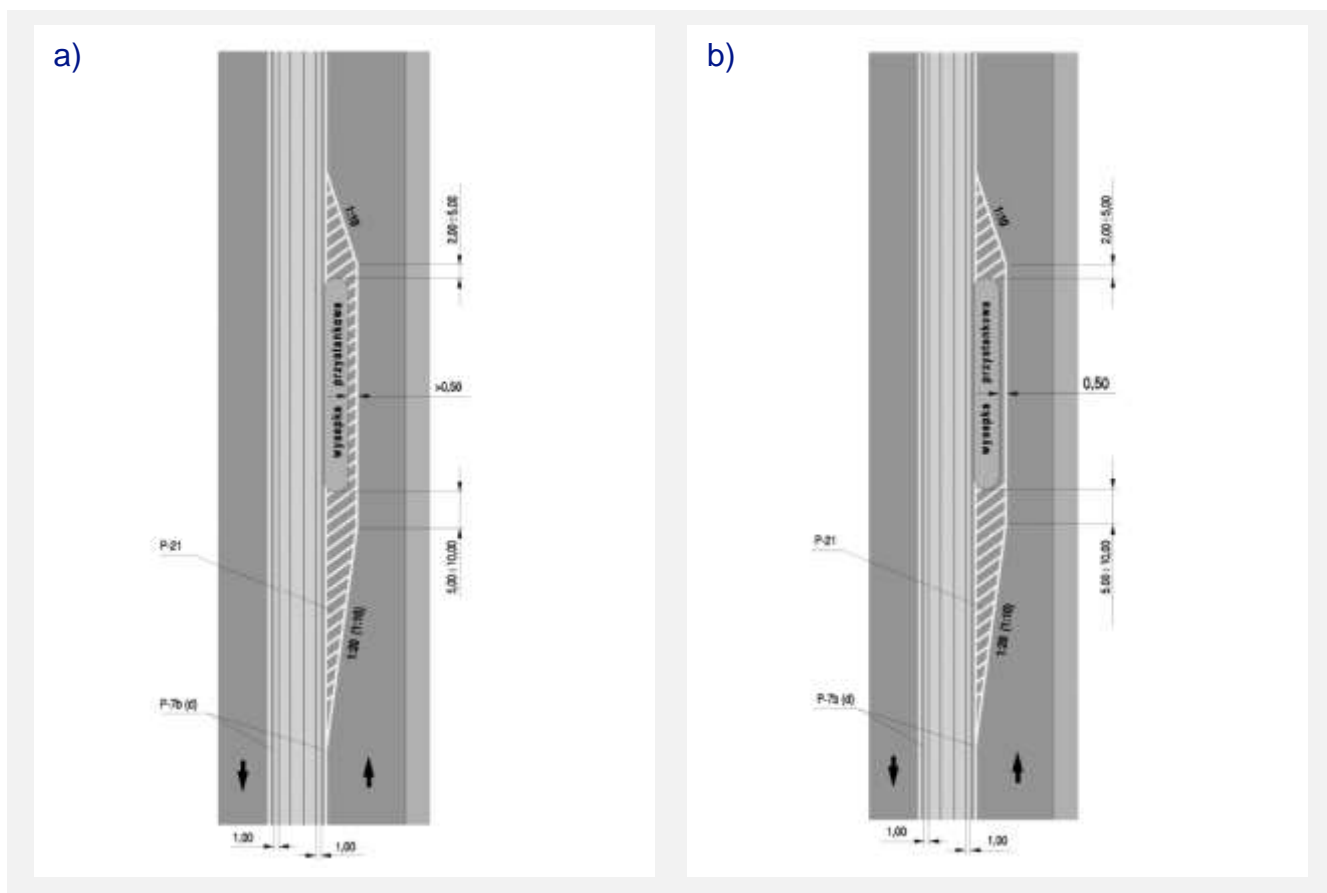 a)
1:10
2,00÷5,00
wysepka przystankowa
>0,50
P-21
5,00÷10,00
1:20 (1:10)
P-7b (d)
1,00
1,00
b)
1:10
2,00÷5,00
wysepka przystankowa
0,50
P-21
5,00÷10,00
1:20 (1:10)
P-7b (d)
1,00
1,00